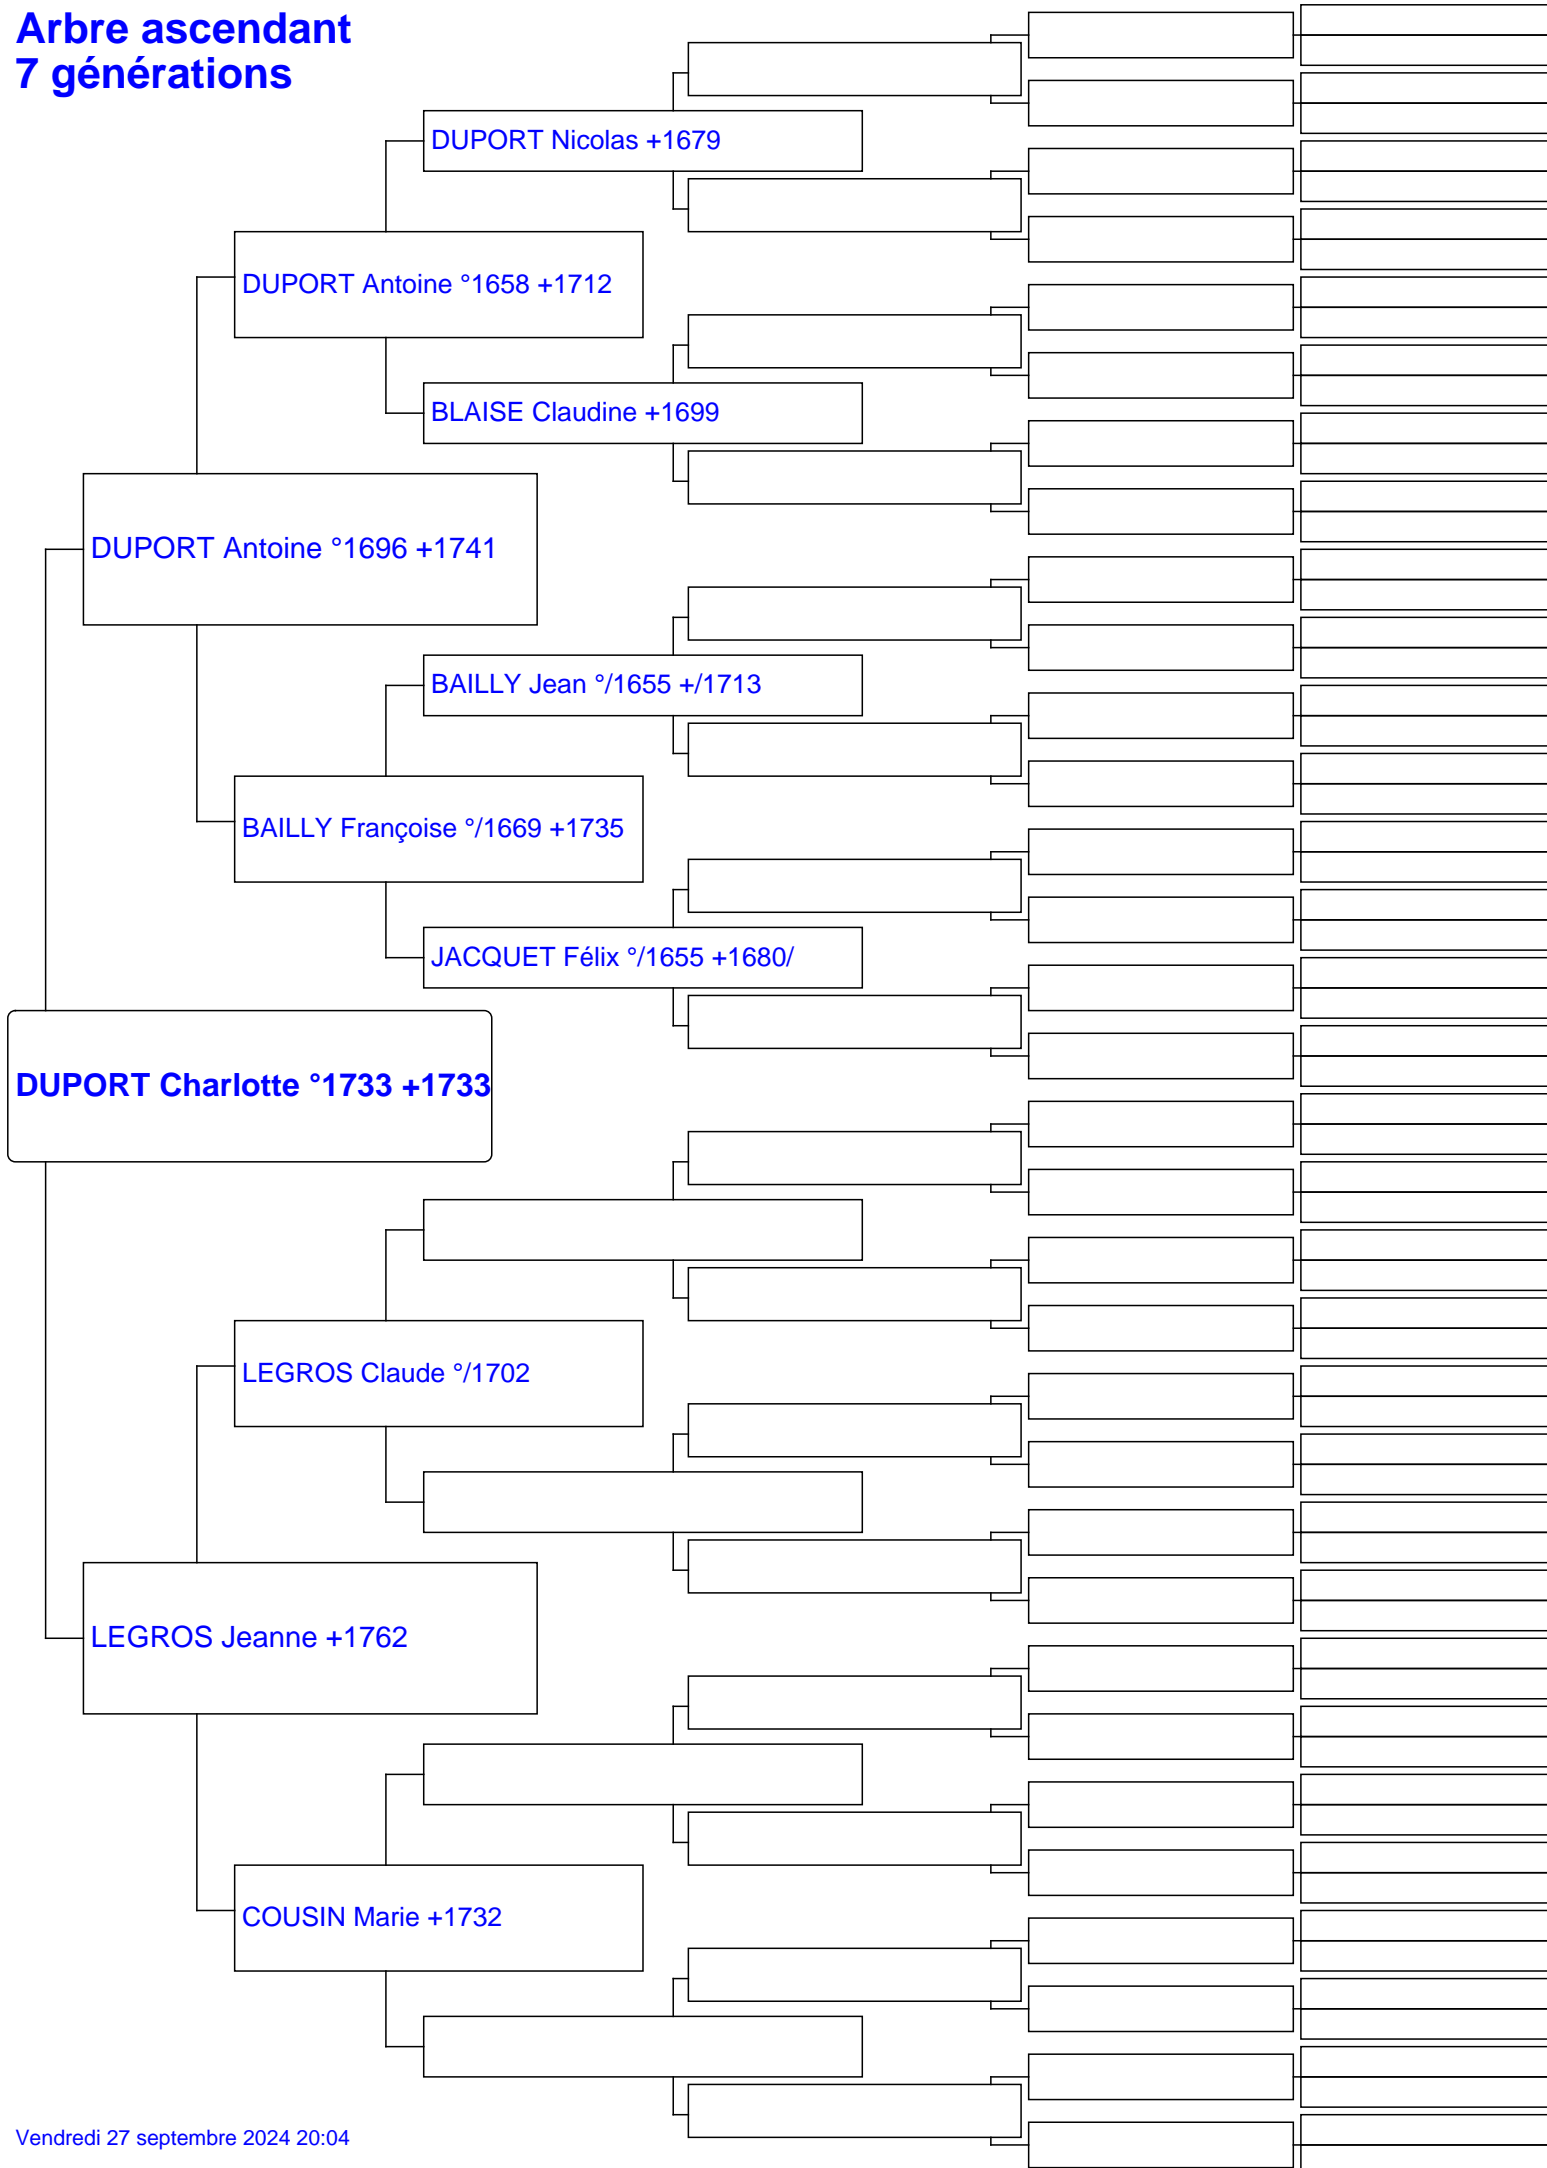 Arbre ascendant
7 générations
DUPORT Nicolas +1679
DUPORT Antoine °1658 +1712
BLAISE Claudine +1699
DUPORT Antoine °1696 +1741
BAILLY Jean °/1655 +/1713
BAILLY Françoise °/1669 +1735
JACQUET Félix °/1655 +1680/
DUPORT Charlotte °1733 +1733
LEGROS Claude °/1702
LEGROS Jeanne +1762
COUSIN Marie +1732
Vendredi 27 septembre 2024 20:04